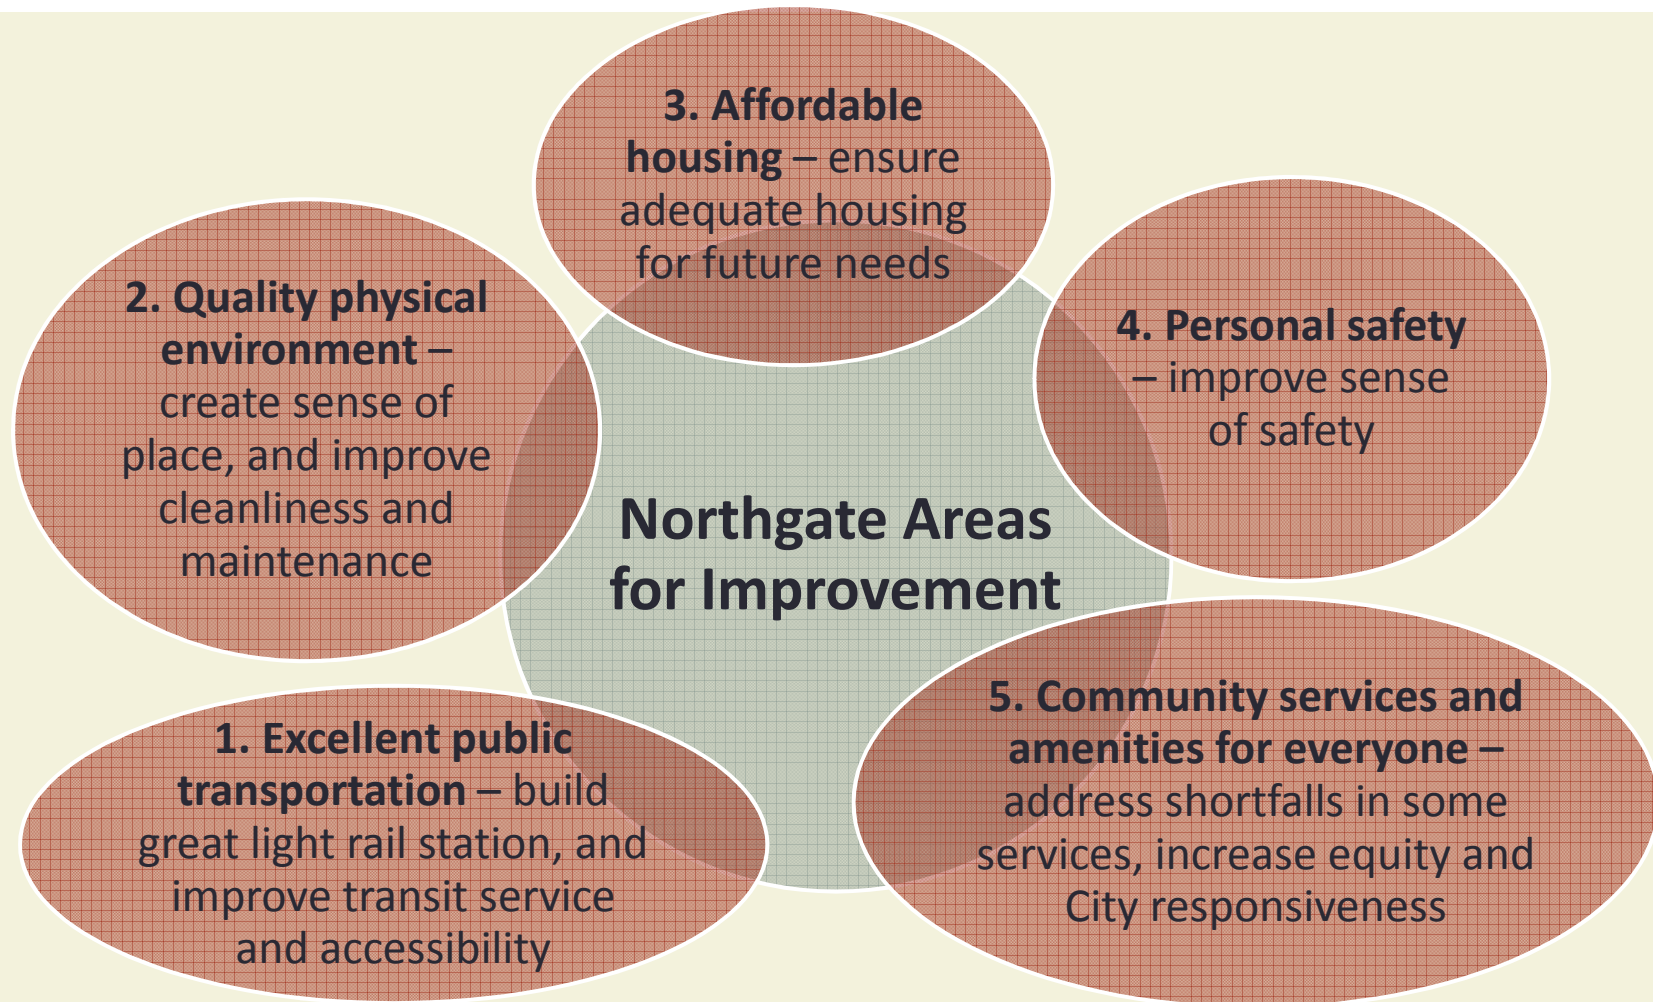 3. Affordable
housing – ensure
adequate housing
for future needs
2. Quality physical
environment –
create sense of
place, and improve
cleanliness and
maintenance
4. Personal safety
– improve sense
of safety
Northgate Areas
for Improvement
1. Excellent public
transportation – build
great light rail station, and
improve transit service
and accessibility
5. Community services and
amenities for everyone –
address shortfalls in some
services, increase equity and
City responsiveness